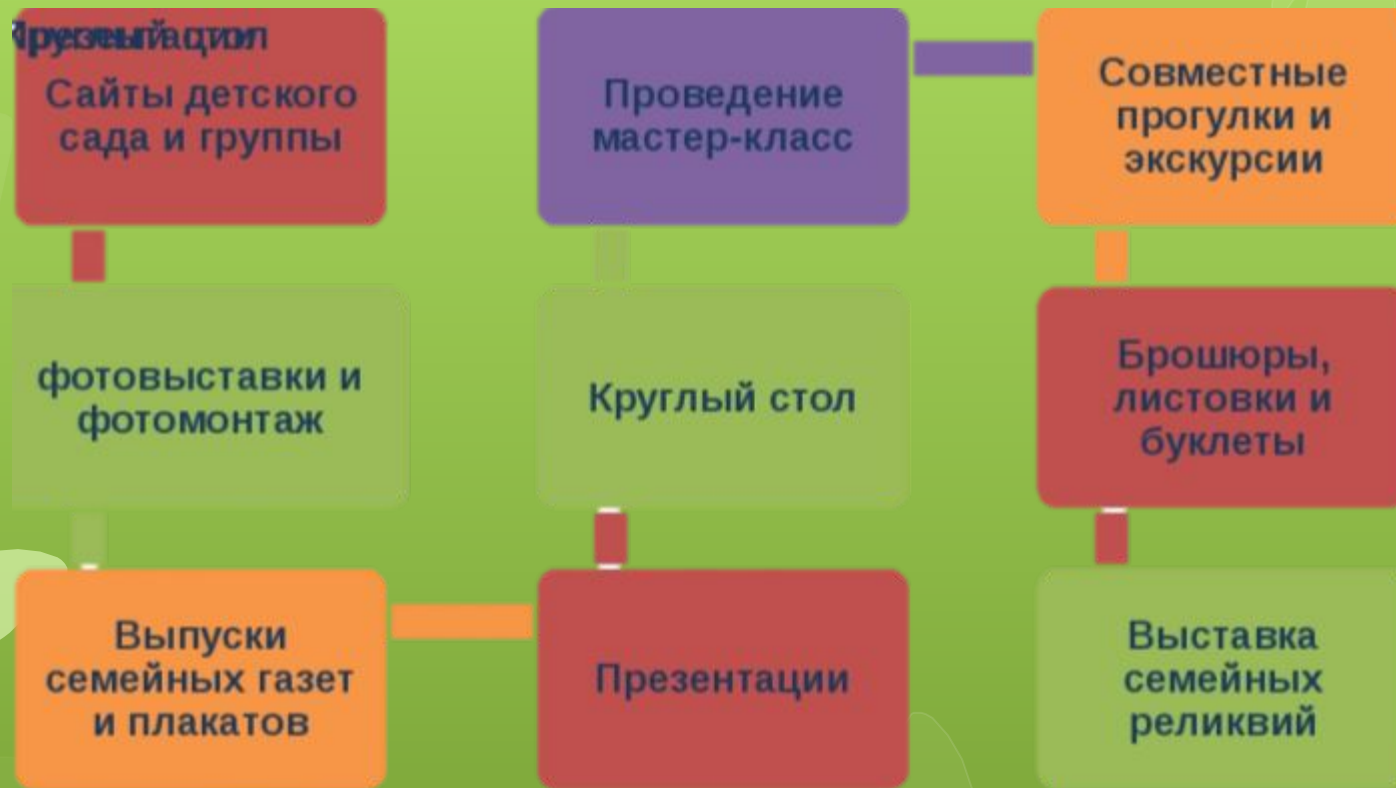 Сайты детского
сада и группы
фотовыставки и
фотомонтаж
Выпуски
семейных газет
и плакатов
Проведение
мастер-класс
Круглый стол
Презентации
Совместные
прогулки и
экскурсии
Брошюры,
листовки и
буклеты
Выставка
семейных
реликвий